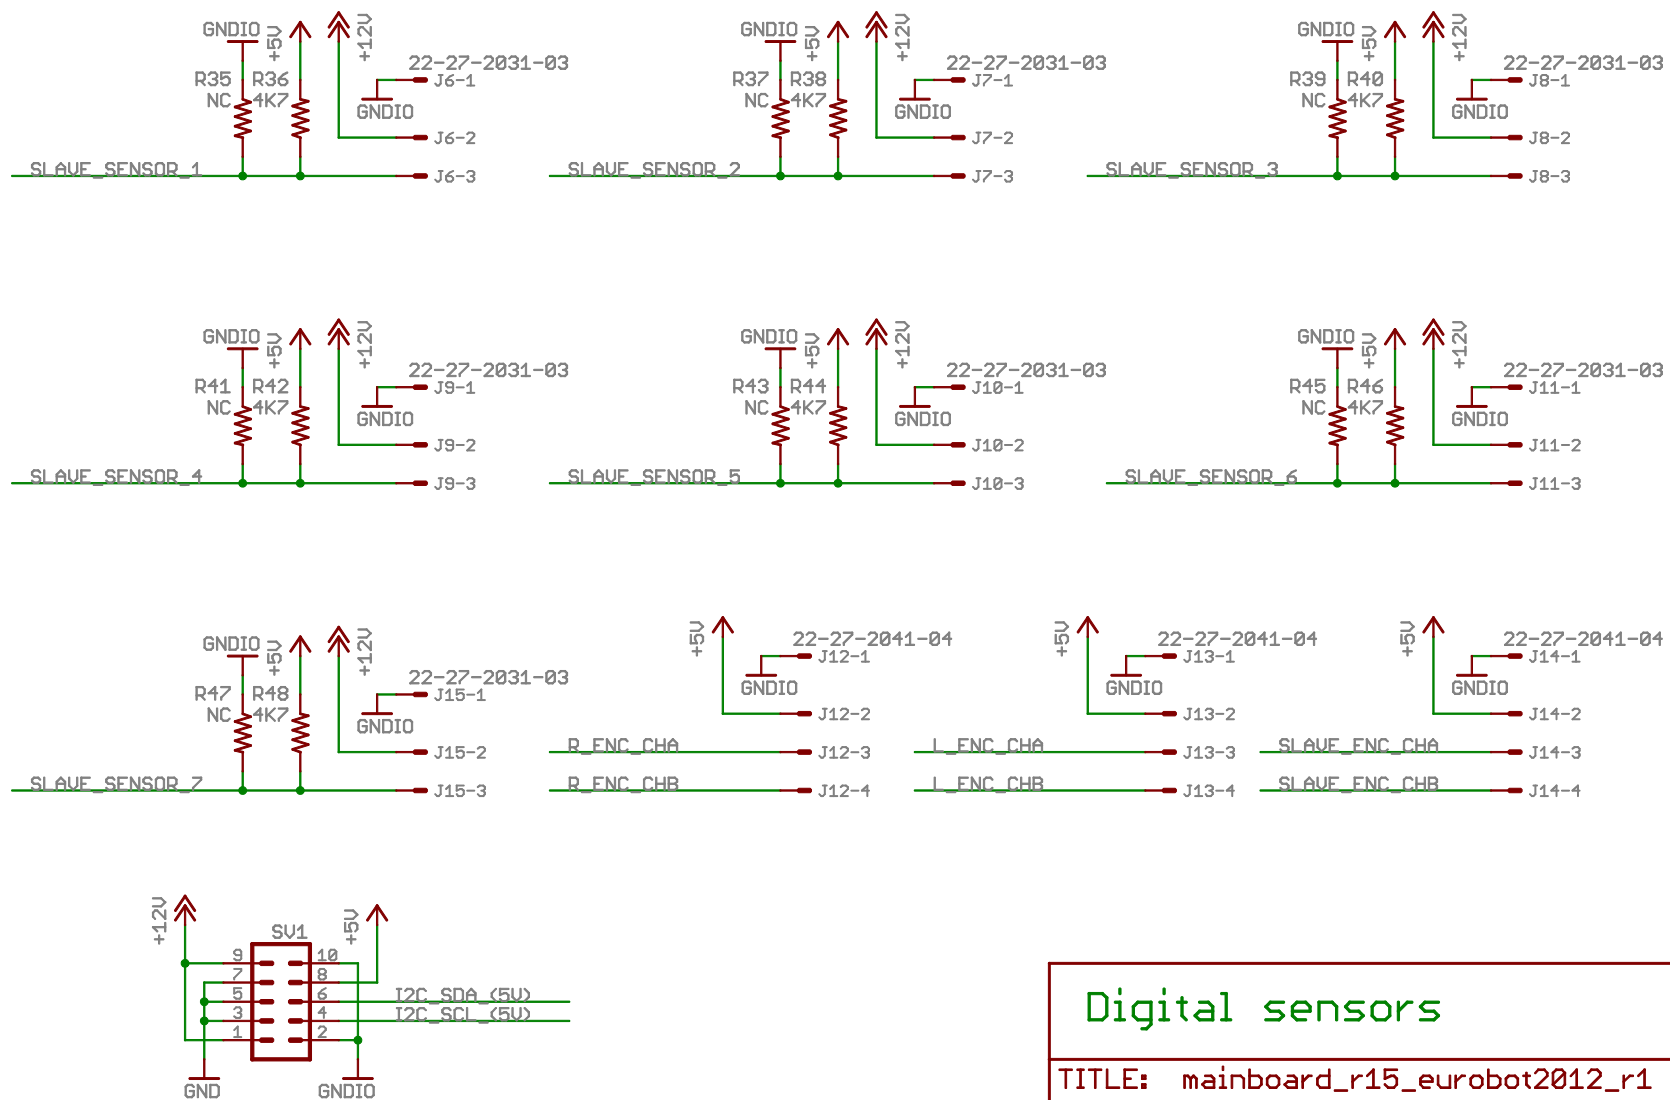 GNDIO +5V +12V
22-27-2031-03
R35 R36 J6-1
NC 4K7
GNDIO
J6-2
SLAVE_SENSOR_1 J6-3
GNDIO +5V +12V
22-27-2031-03
R37 R38 J7-1
NC 4K7
GNDIO
J7-2
SLAVE_SENSOR_2 J7-3
GNDIO +5V +12V
22-27-2031-03
R39 R40 J8-1
NC 4K7
GNDIO
J8-2
SLAVE_SENSOR_3 J8-3
GNDIO +5V +12V
22-27-2031-03
R41 R42 J9-1
NC 4K7
GNDIO
J9-2
SLAVE_SENSOR_4 J9-3
GNDIO +5V +12V
22-27-2031-03
R43 R44 J10-1
NC 4K7
GNDIO
J10-2
SLAVE_SENSOR_5 J10-3
GNDIO +5V +12V
22-27-2031-03
R45 R46 J11-1
NC 4K7
GNDIO
J11-2
SLAVE_SENSOR_6 J11-3
GNDIO +5V +12V
22-27-2031-03
R47 R48 J15-1
NC 4K7
GNDIO
J15-2
SLAVE_SENSOR_7 J15-3
+5V
22-27-2041-04
J12-1
GNDIO
J12-2
R_ENC_CHA J12-3
R_ENC_CHB J12-4
+5V
22-27-2041-04
J13-1
GNDIO
J13-2
L_ENC_CHA J13-3
L_ENC_CHB J13-4
+5V
22-27-2041-04
J14-1
GNDIO
J14-2
SLAVE_ENC_CHA J14-3
SLAVE_ENC_CHB J14-4
+12V SV1 +5V
9 10
7 8
5 6 I2C_SDA_(5V)
3 4 I2C_SCL_(5V)
1 2
GND GNDIO
Digital sensors
TITLE: mainboard_r15_eurobot2012_r1